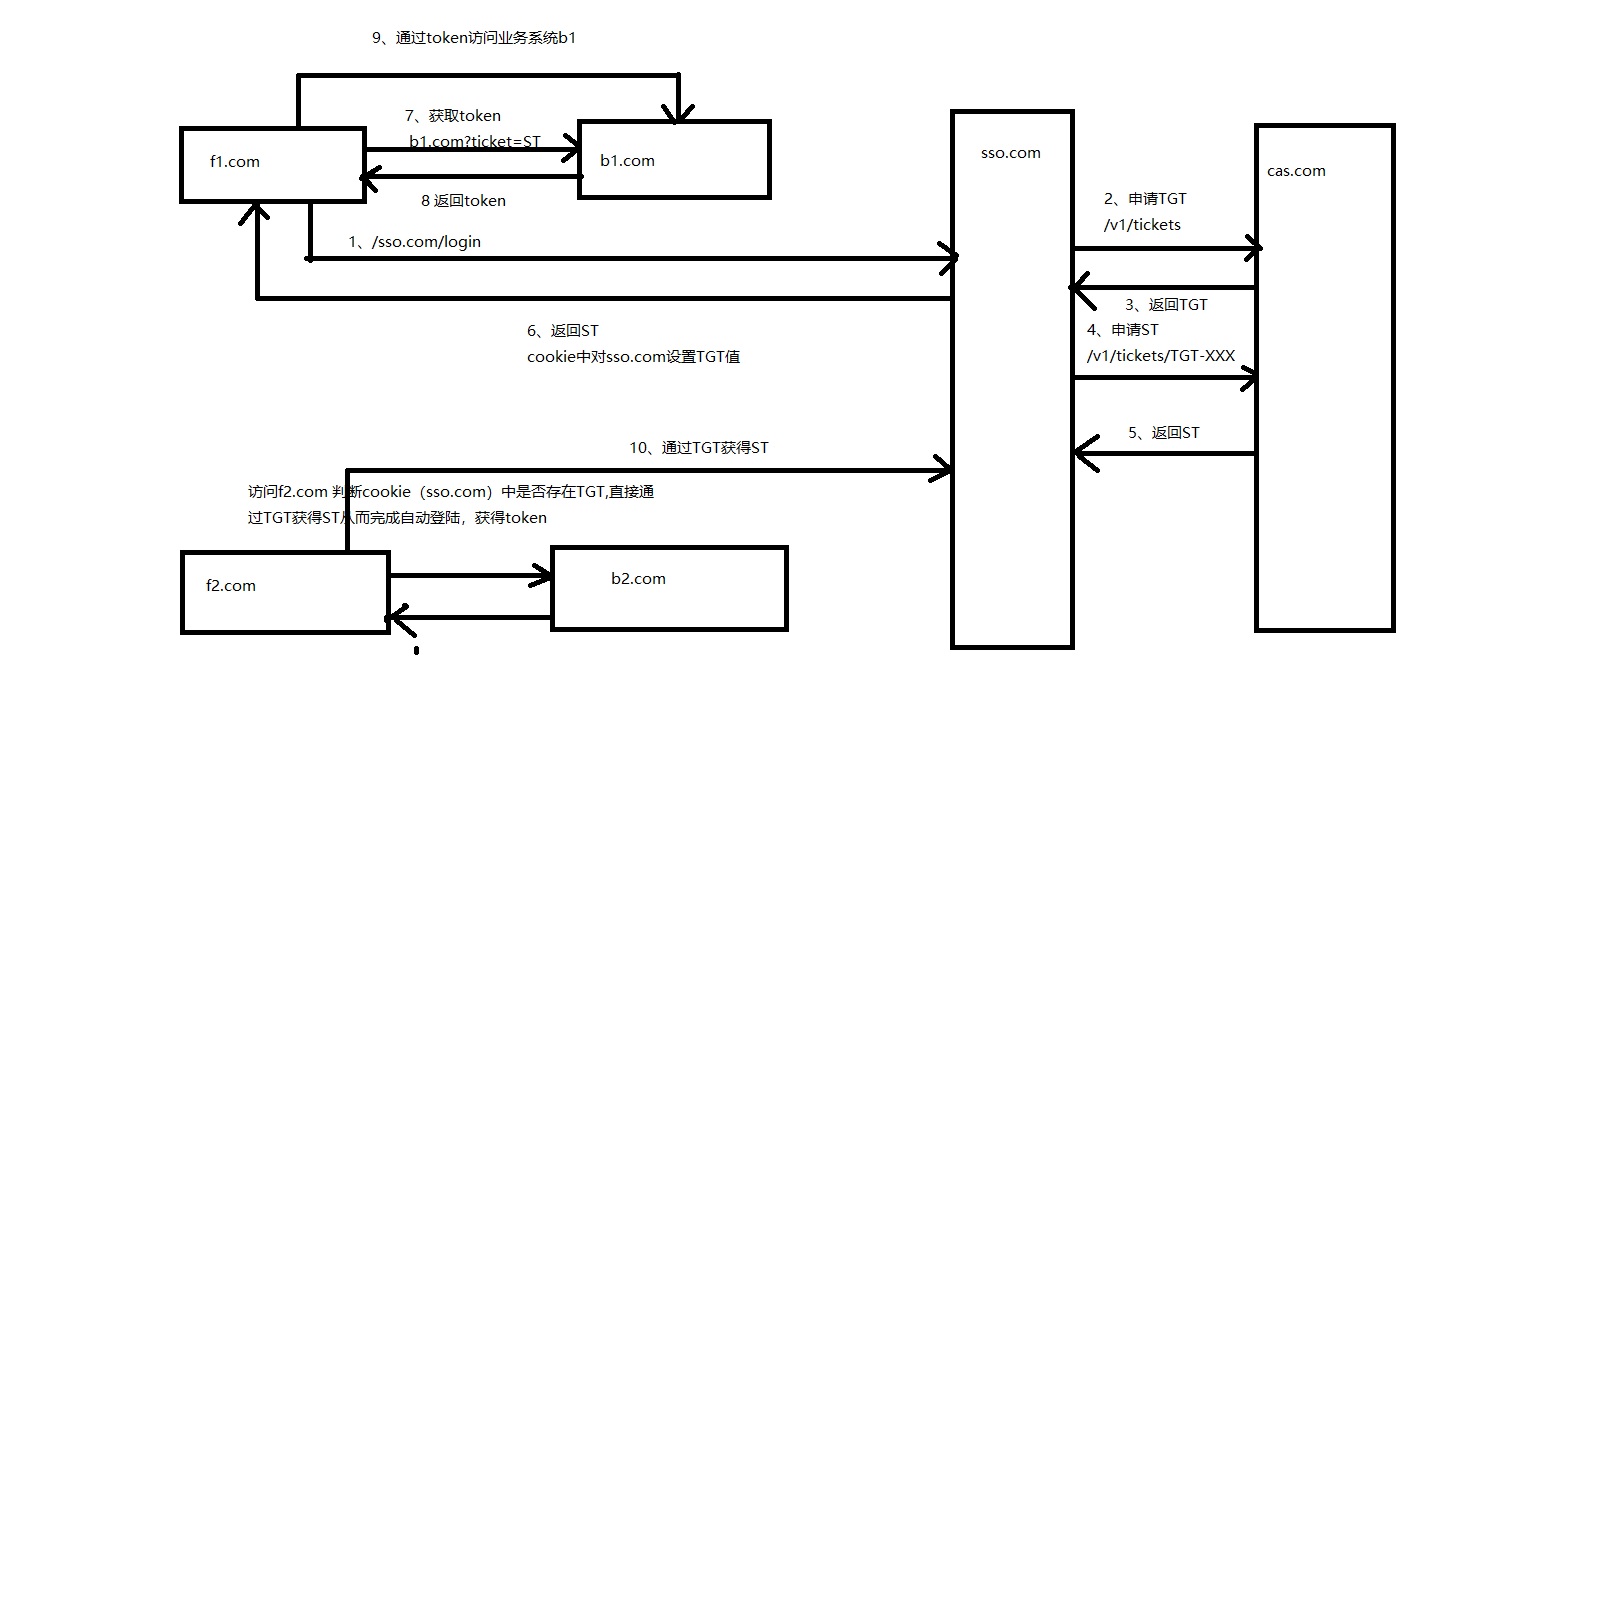 9、通过token访问业务系统b1
7、获取token
b1.com?ticket=ST
f1.com
b1.com
8 返回token
1、/sso.com/login
sso.com
cas.com
2、申请TGT
/v1/tickets
3、返回TGT
4、申请ST
/v1/tickets/TGT-XXX
6、返回ST
cookie中对sso.com设置TGT值
5、返回ST
10、通过TGT获得ST
访问f2.com 判断cookie（sso.com）中是否存在TGT,直接通
过TGT获得ST从而完成自动登陆，获得token
f2.com
b2.com